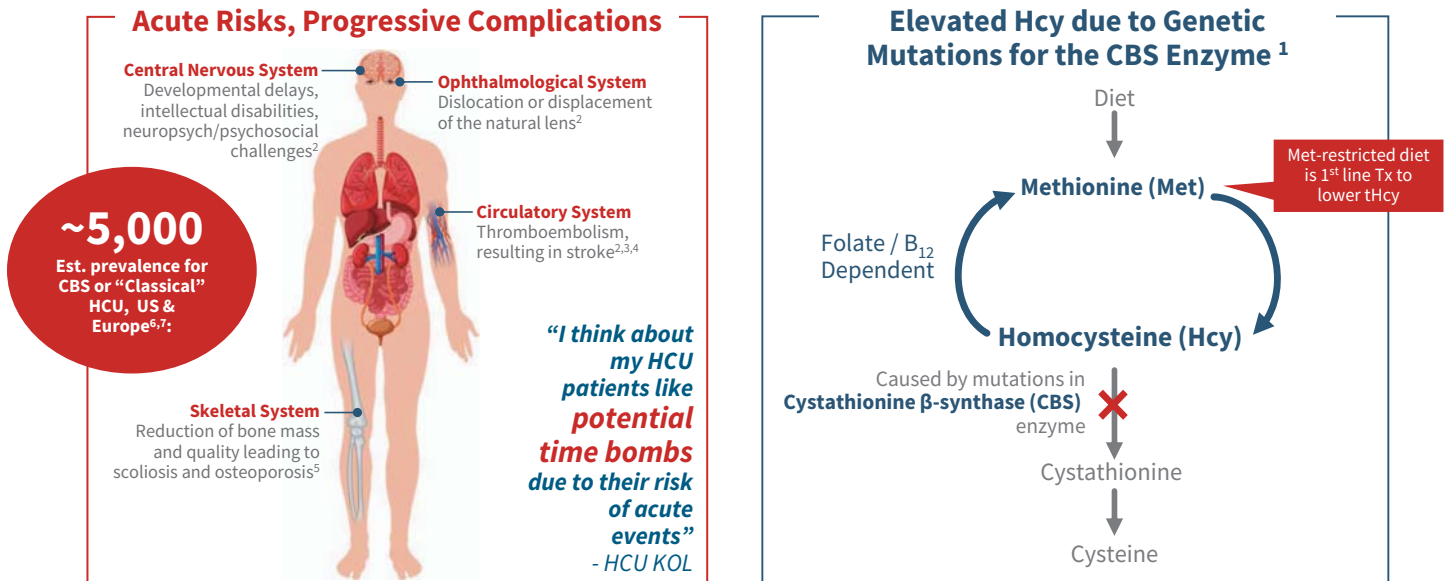 Acute Risks, Progressive Complications
Central Nervous System
Developmental delays,
intellectual disabilities,
neuropsych/psychosocial
challenges2
Ophthalmological System
Dislocation or displacement
of the natural lens2
~5,000
Est. prevalence for
CBS or “Classical”
HCU, US &
Europe6,7:
Circulatory System
Thromboembolism,
resulting in stroke2,3,4
Skeletal System
Reduction of bone mass
and quality leading to
scoliosis and osteoporosis5
“I think about
my HCU
patients like
potential
time bombs
due to their risk
of acute
events”
- HCU KOL
Elevated Hcy due to Genetic
Mutations for the CBS Enzyme 1
Diet
Methionine (Met)
Met-restricted diet
is 1st line Tx to
lower tHcy
Folate / B12
Dependent
Homocysteine (Hcy)
Caused by mutations in
Cystathionine β-synthase (CBS)
enzyme
Cystathionine
Cysteine